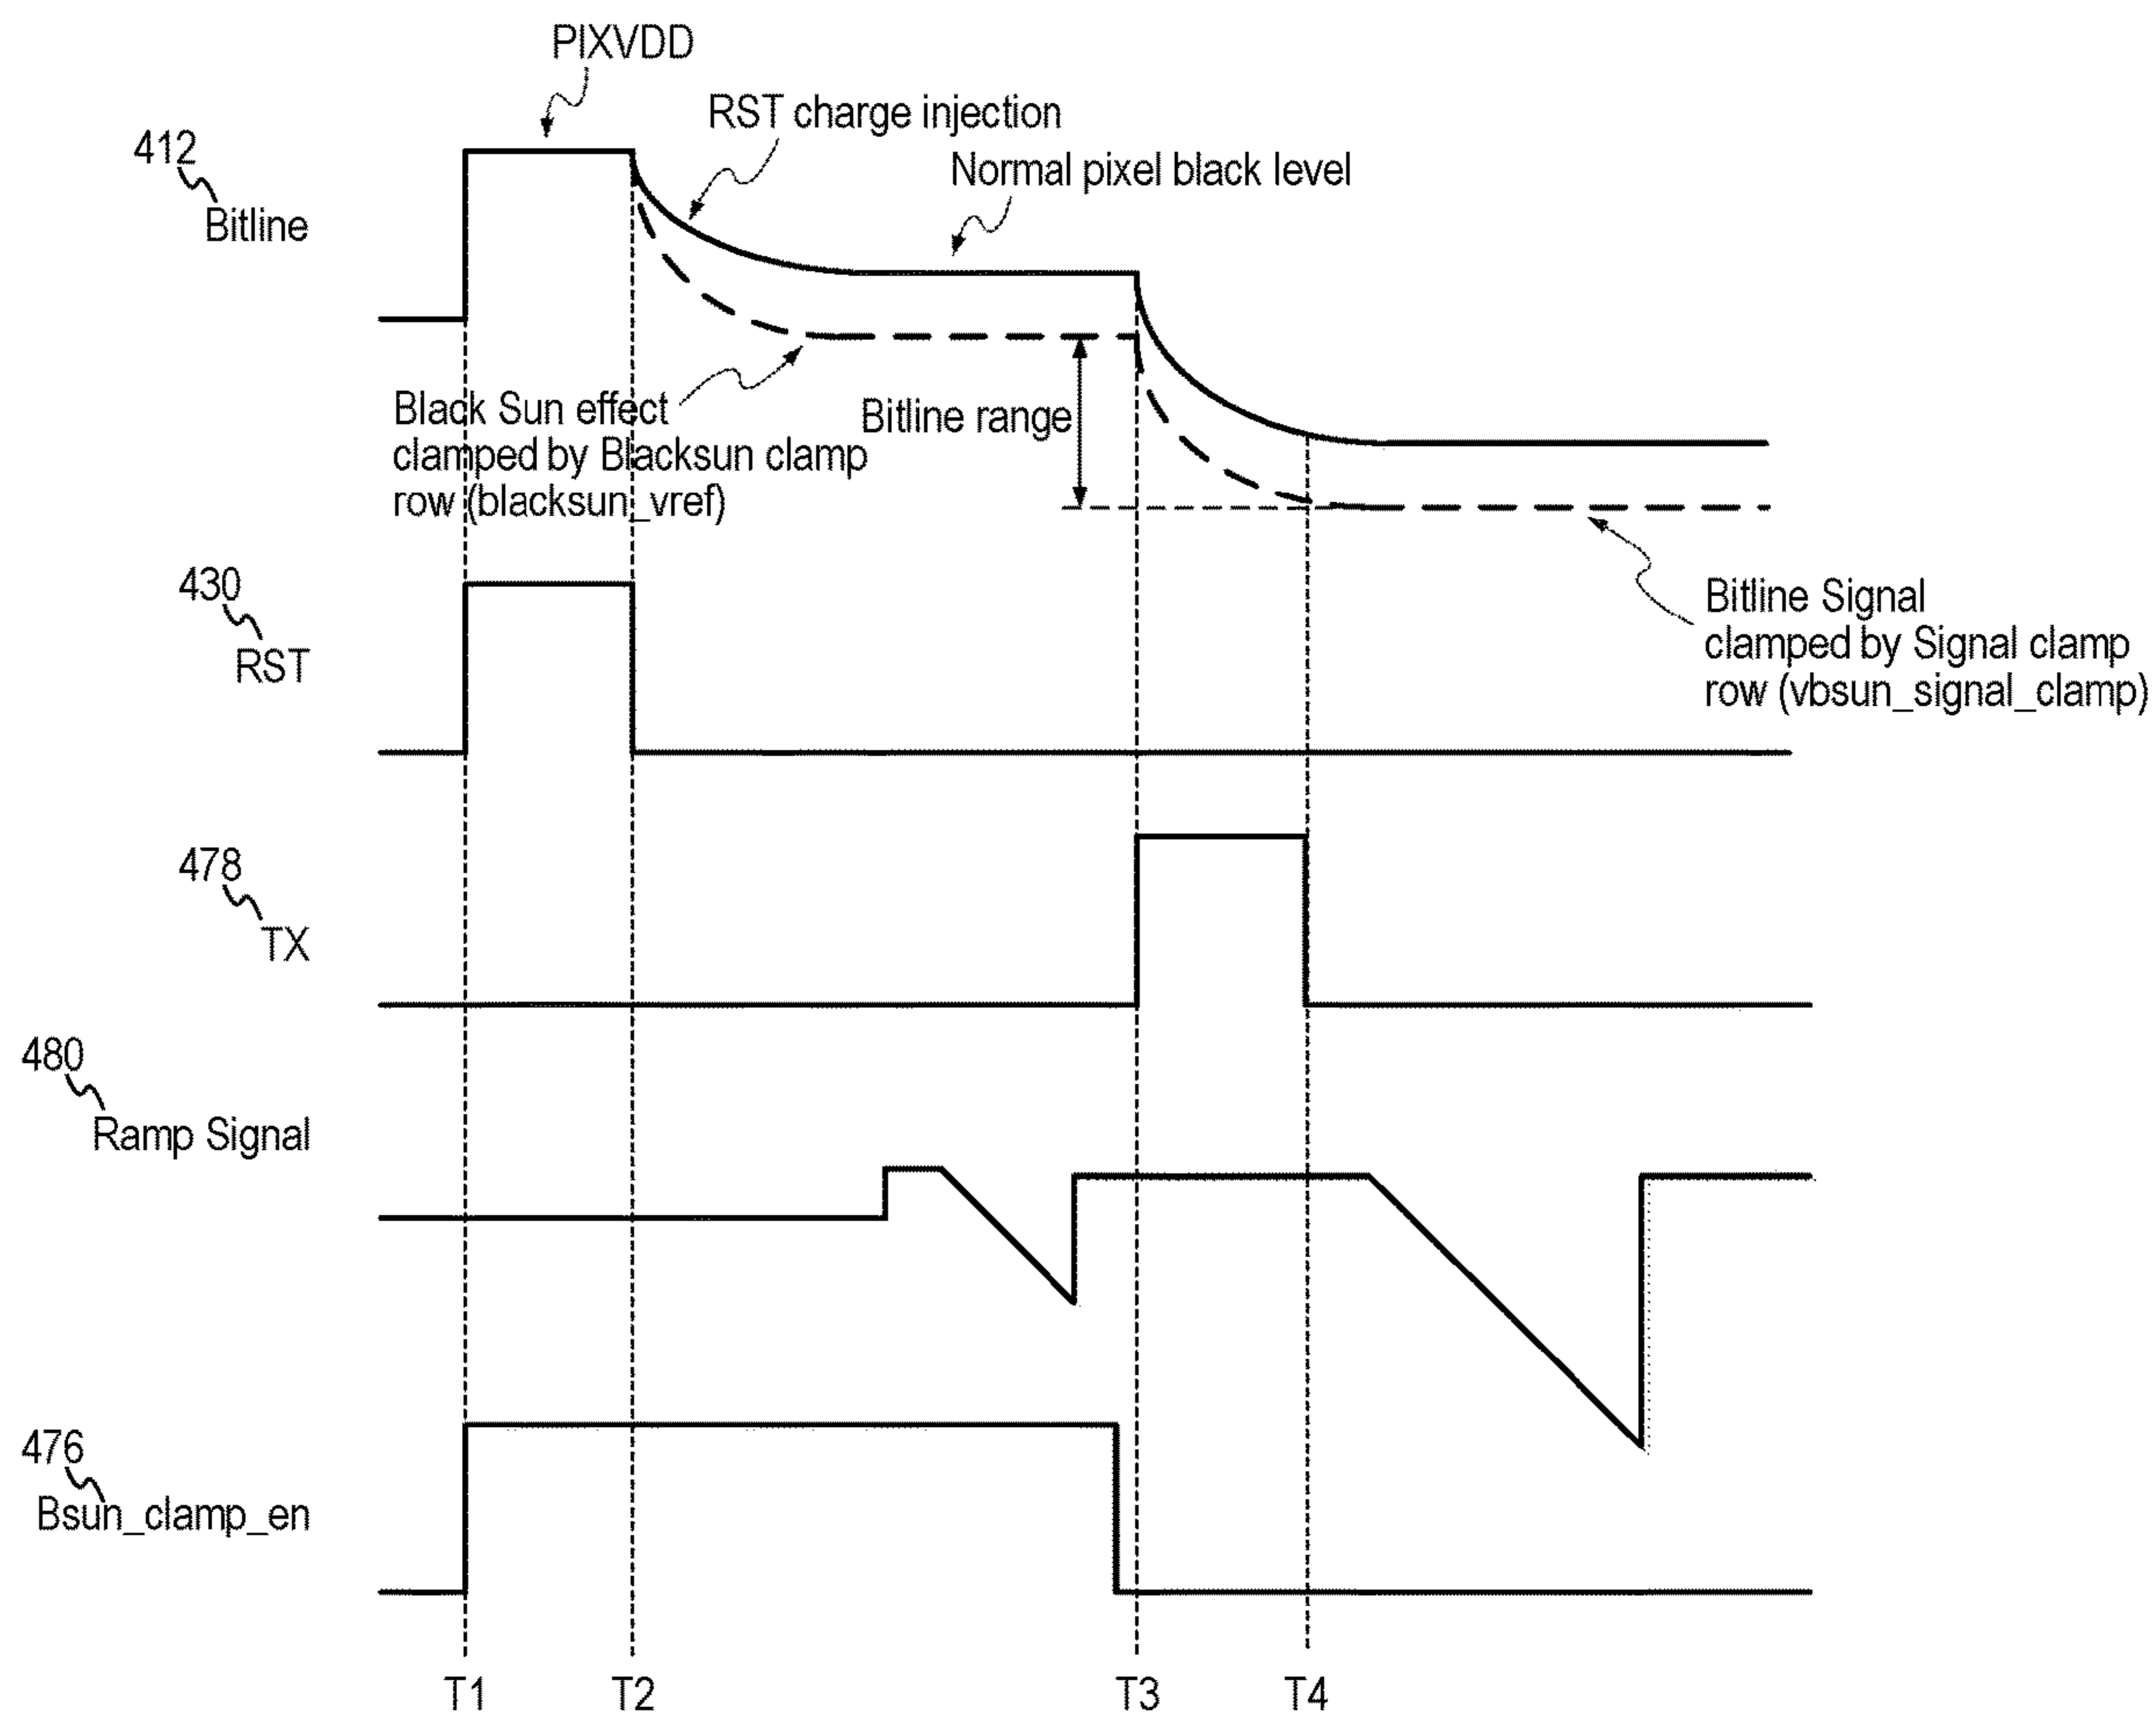 PIXVDD
RST charge injection
412
Normal pixel black level
Bitline
Black Sun effect
clamped by Blacksun clamp
row (blacksun_vref)
Bitline range
430
RST
Bitline Signal
clamped by Signal clamp
row (vbsun_signal_clamp)
478
TX
480
Ramp Signal
476
Bsun_clamp_en
T1
T2
T3
T4